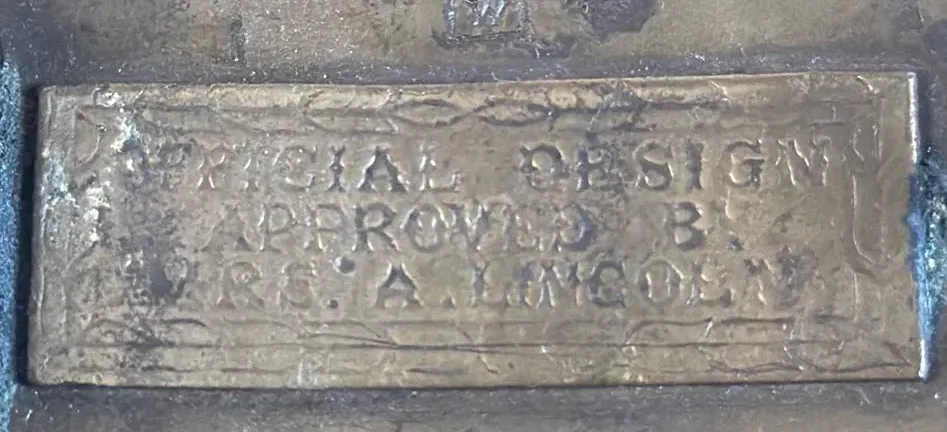 W
OFFICIAL DESIGN
APPROVED BY
MRS. A. LINCOLN